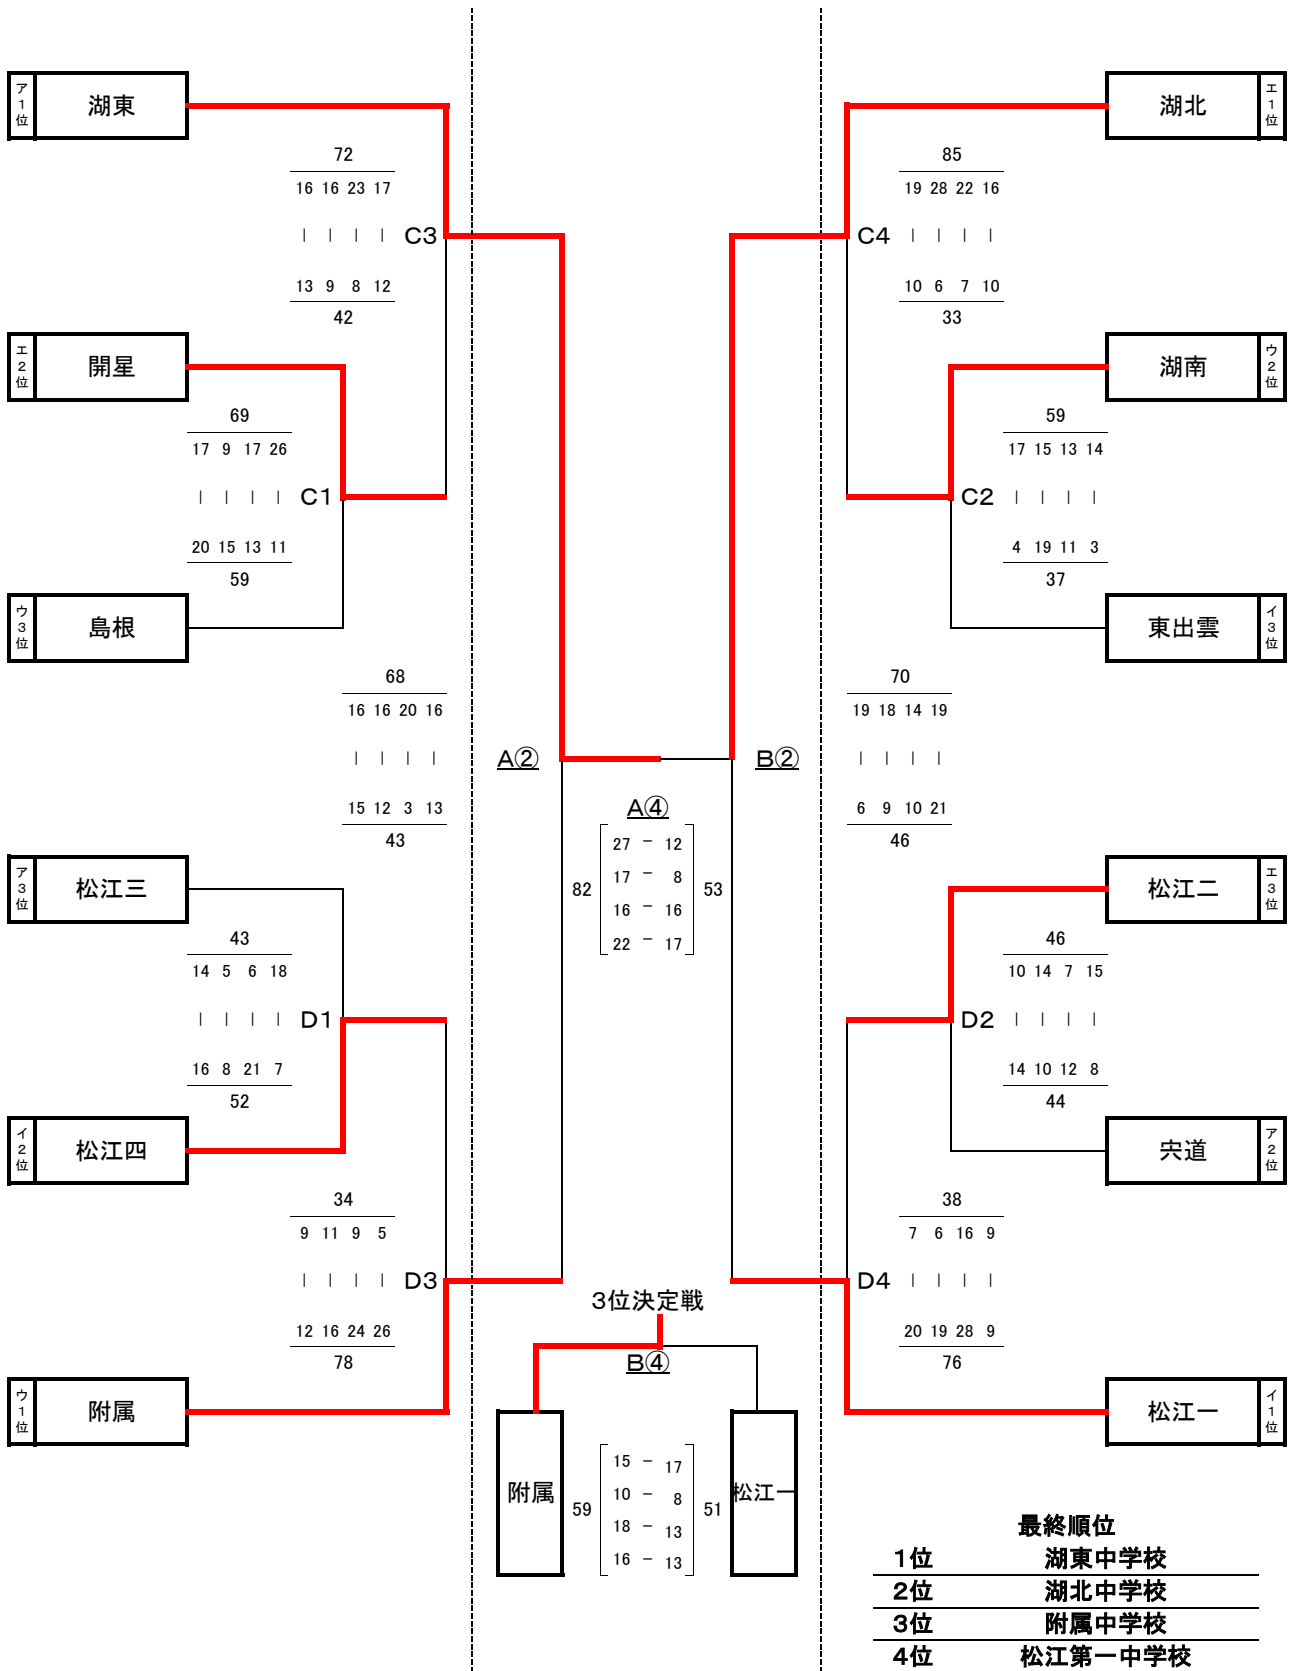 ア1位 湖東
72
16 16 23 17
| | | | C3
13 9 8 12
42
エ2位 開星
69
17 9 17 26
| | | | C1
20 15 13 11
59
ウ3位 島根
68
16 16 20 16
| | | | A②
15 12 3 13
43
ア3位 松江三
43
14 5 6 18
| | | | D1
16 8 21 7
52
イ2位 松江四
34
9 11 9 5
| | | | D3
12 16 24 26
78
ウ1位 附属
A④
27 － 12
17 － 8
82 53
16 － 16
22 － 17
3位決定戦
B④
附属 松江一
15 － 17
10 － 8
59 51
18 － 13
16 － 13
湖北 エ1位
85
19 28 22 16
C4 | | | |
10 6 7 10
33
湖南 ウ2位
59
17 15 13 14
C2 | | | |
4 19 11 3
37
東出雲 イ3位
70
19 18 14 19
B② | | | |
6 9 10 21
46
松江二 エ3位
46
10 14 7 15
D2 | | | |
14 10 12 8
44
宍道 ア2位
38
7 6 16 9
D4 | | | |
20 19 28 9
76
松江一 イ1位
最終順位
1位 湖東中学校
2位 湖北中学校
3位 附属中学校
4位 松江第一中学校